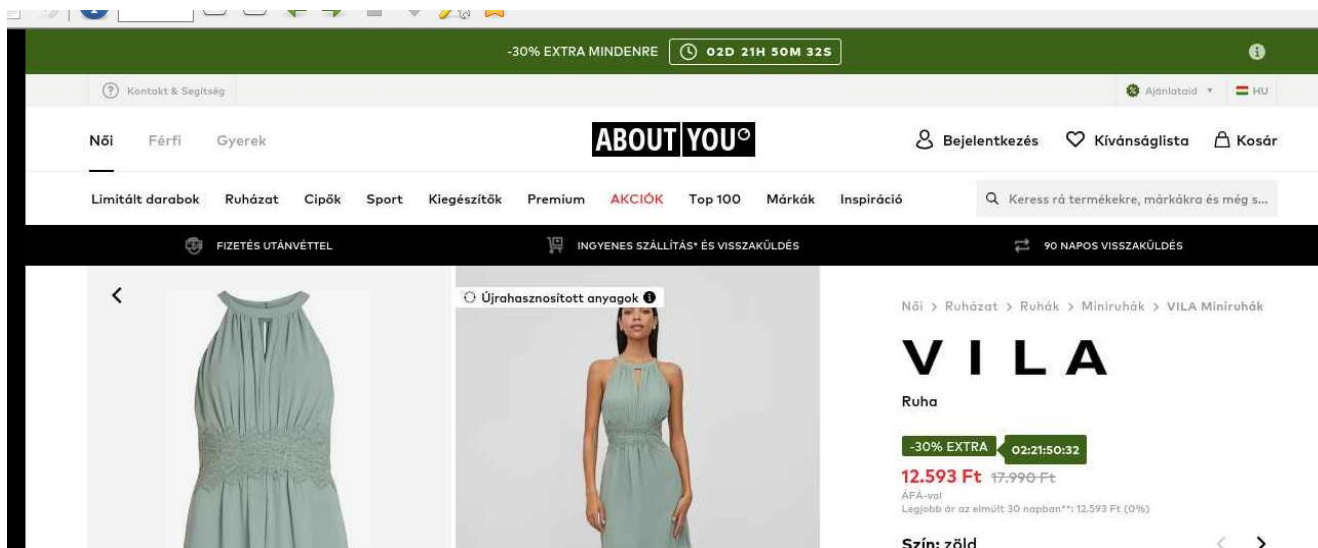 -30% EXTRA MINDENRE 02D 21H 50M 32S
Kontakt & Segítség
Ajánlataid
HU
Női Férfi Gyerek
ABOUT YOU
Bejelentkezés Kívánságlista Kosár
Limitált darabok Ruházat Cipők Sport Kiegészítők Premium AKCIÓK Top 100 Márkák Inspiráció
Keress rá termékekre, márkákra és még s...
FIZETÉS UTÁNVÉTTEL
INGYENES SZÁLLÍTÁS* ÉS VISSZAKÜLDÉS
90 NAPOS VISSZAKÜLDÉS
Újrahasznosított anyagok
Női > Ruházat > Ruhák > Miniruhák > VILA Miniruhák
VILA
Ruha
-30% EXTRA 02:21:50:32
12.593 Ft 17.990 Ft
ÁFÁ-val
Legjobb ár az elmúlt 30 napban**: 12.593 Ft (0%)
Szín: zöld